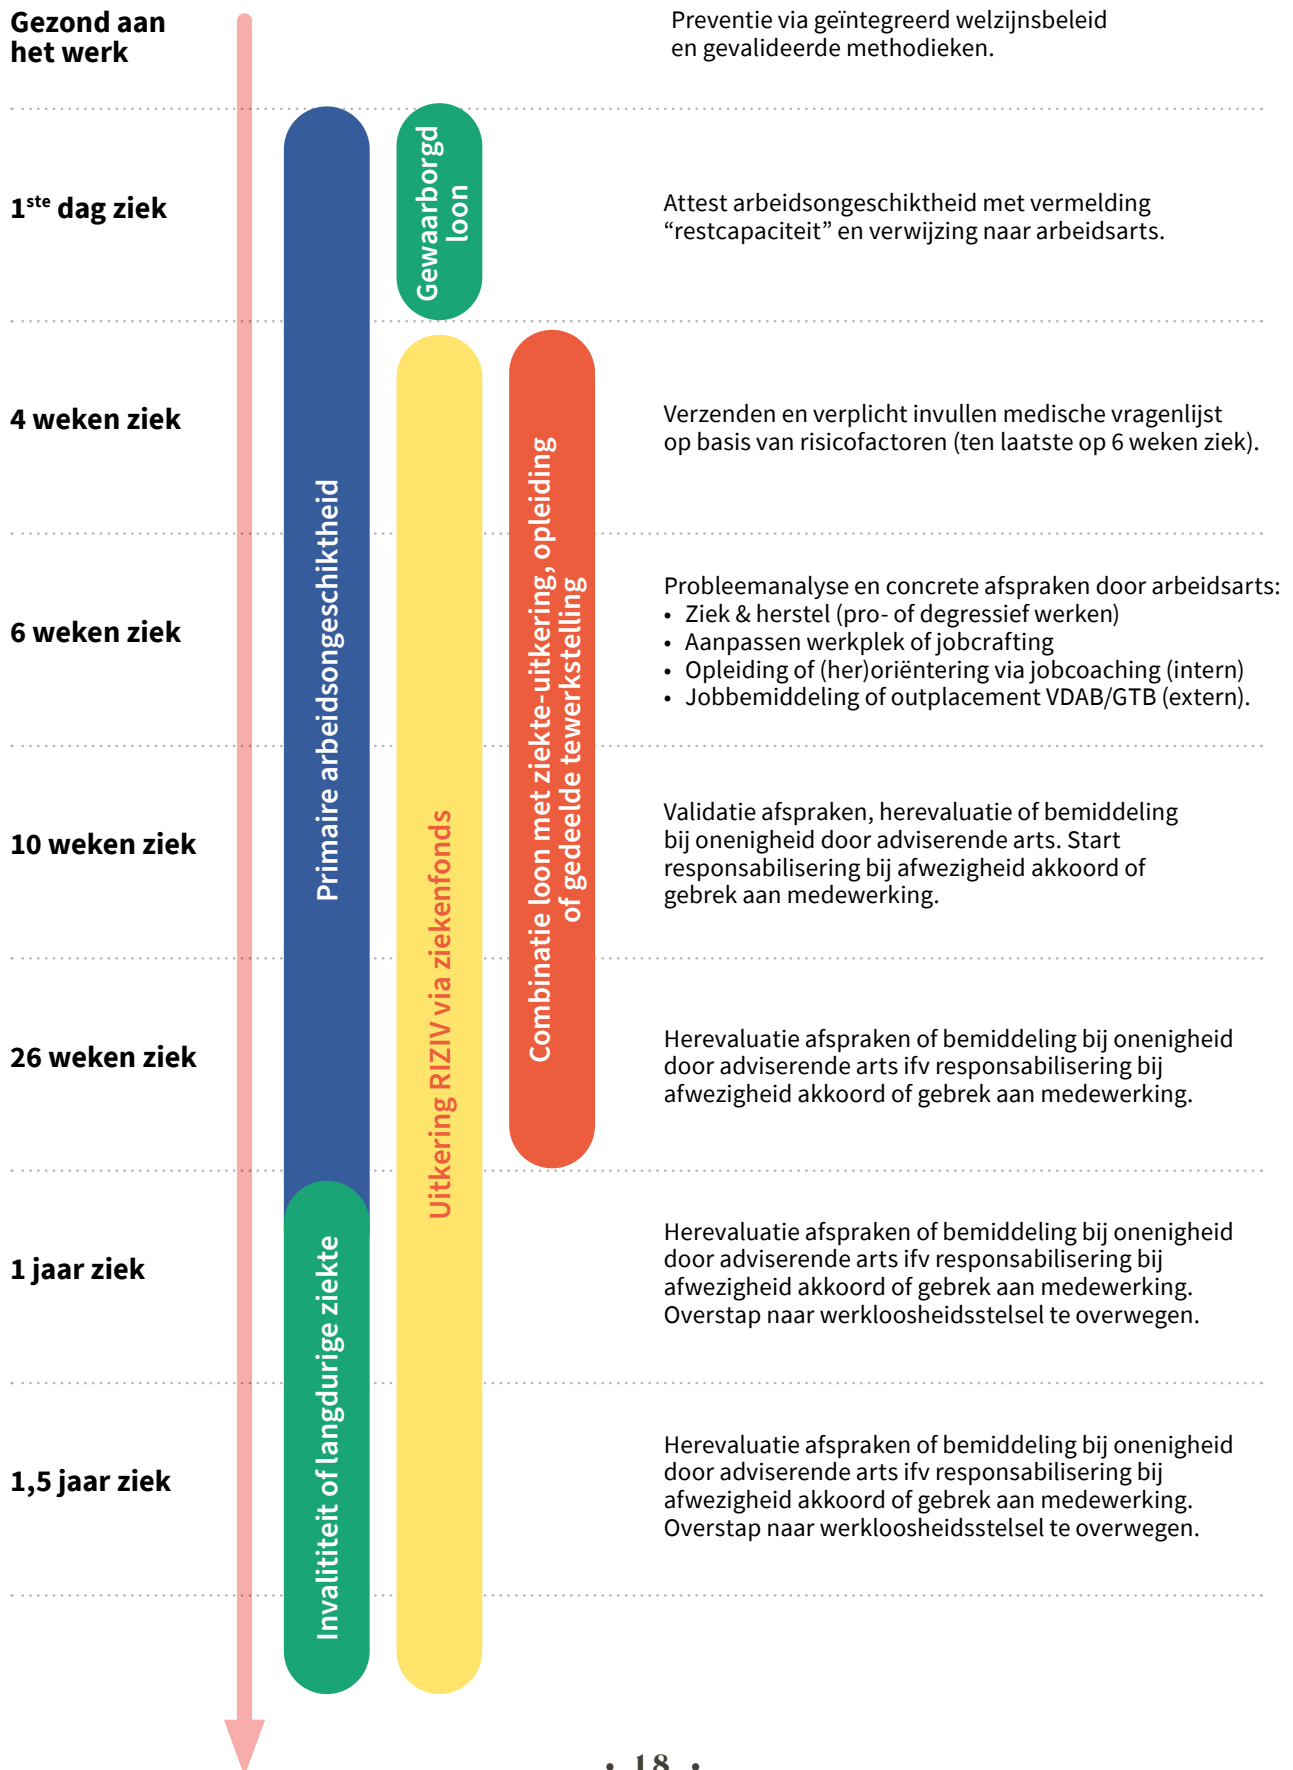 Gezond aan
het werk
Preventie via geïntegreerd welzijnsbeleid
en gevalideerde methodieken.
1ste dag ziek
Attest arbeidsongeschiktheid met vermelding
“restcapaciteit” en verwijzing naar arbeidsarts.
4 weken ziek
Verzenden en verplicht invullen medische vragenlijst
op basis van risicofactoren (ten laatste op 6 weken ziek).
6 weken ziek
Probleemanalyse en concrete afspraken door arbeidsarts:
• Ziek & herstel (pro- of degressief werken)
• Aanpassen werkplek of jobcrafting
• Opleiding of (her)oriëntering via jobcoaching (intern)
• Jobbemiddeling of outplacement VDAB/GTB (extern).
10 weken ziek
Validatie afspraken, herevaluatie of bemiddeling
bij onenigheid door adviserende arts. Start
responsabilisering bij afwezigheid akkoord of
gebrek aan medewerking.
26 weken ziek
Herevaluatie afspraken of bemiddeling bij onenigheid
door adviserende arts ifv responsabilisering bij
afwezigheid akkoord of gebrek aan medewerking.
1 jaar ziek
Herevaluatie afspraken of bemiddeling bij onenigheid
door adviserende arts ifv responsabilisering bij
afwezigheid akkoord of gebrek aan medewerking.
Overstap naar werkloosheidsstelsel te overwegen.
1,5 jaar ziek
Herevaluatie afspraken of bemiddeling bij onenigheid
door adviserende arts ifv responsabilisering bij
afwezigheid akkoord of gebrek aan medewerking.
Overstap naar werkloosheidsstelsel te overwegen.
Primaire arbeidsongeschiktheid
Invalititeit of langdurige ziekte
Gewaarborgd
loon
Uitkering RIZIV via ziekenfonds
Combinatie loon met ziekte-uitkering, opleiding
of gedeelde tewerkstelling
• 18 •